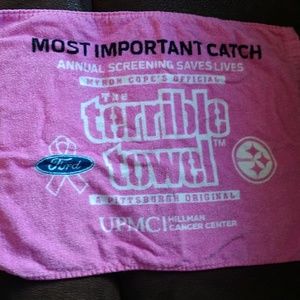 MOST IMPORTANT CATCH
ANNUAL SCREENING SAVES LIVES
MYRON COPE'S OFFICIAL
THE
terrible
towel™
Ford
A PITTSBURGH ORIGINAL
UPMC HILLMAN
CANCER CENTER